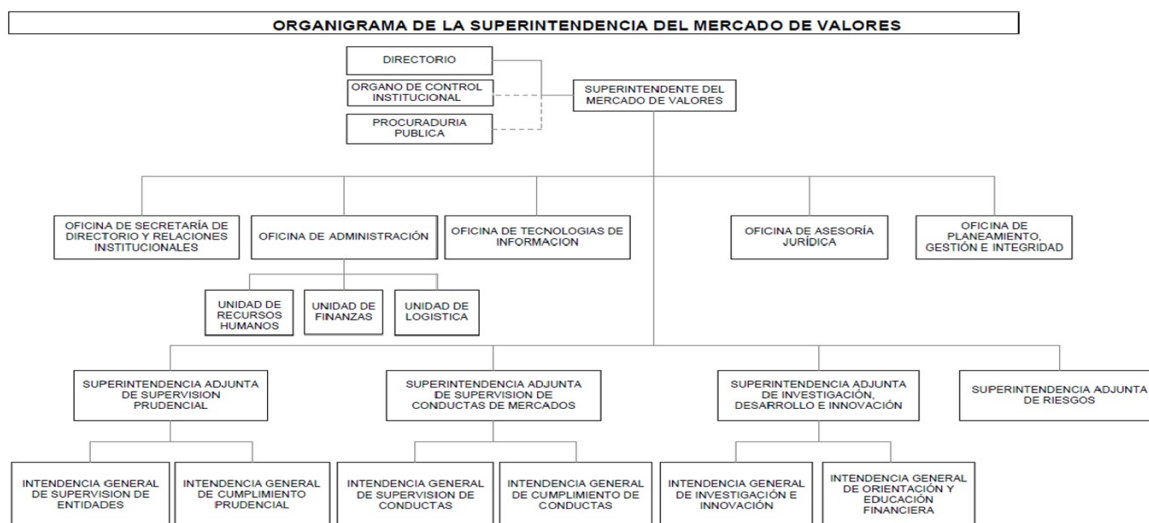 ORGANIGRAMA DE LA SUPERINTENDENCIA DEL MERCADO DE VALORES
DIRECTORIO
ORGANO DE CONTROL
INSTITUCIONAL
PROCURADURIA
PUBLICA
SUPERINTENDENTE DEL
MERCADO DE VALORES
OFICINA DE SECRETARÍA DE
DIRECTORIO Y RELACIONES
INSTITUCIONALES
OFICINA DE ADMINISTRACIÓN
OFICINA DE TECNOLOGIAS DE
INFORMACION
OFICINA DE ASESORÍA
JURÍDICA
OFICINA DE
PLANEAMIENTO,
GESTIÓN E INTEGRIDAD
UNIDAD DE
RECURSOS
HUMANOS
UNIDAD DE
FINANZAS
UNIDAD DE
LOGISTICA
SUPERINTENDENCIA ADJUNTA
DE SUPERVISION
PRUDENCIAL
SUPERINTENDENCIA ADJUNTA
DE SUPERVISION DE
CONDUCTAS DE MERCADOS
SUPERINTENDENCIA ADJUNTA
DE INVESTIGACIÓN,
DESARROLLO E INNOVACIÓN
SUPERINTENDENCIA ADJUNTA
DE RIESGOS
INTENDENCIA GENERAL
DE SUPERVISION DE
ENTIDADES
INTENDENCIA GENERAL
DE CUMPLIMIENTO
PRUDENCIAL
INTENDENCIA GENERAL
DE SUPERVISION DE
CONDUCTAS
INTENDENCIA GENERAL
DE CUMPLIMIENTO DE
CONDUCTAS
INTENDENCIA GENERAL
DE INVESTIGACIÓN E
INNOVACIÓN
INTENDENCIA GENERAL
DE ORIENTACIÓN Y
EDUCACIÓN
FINANCIERA